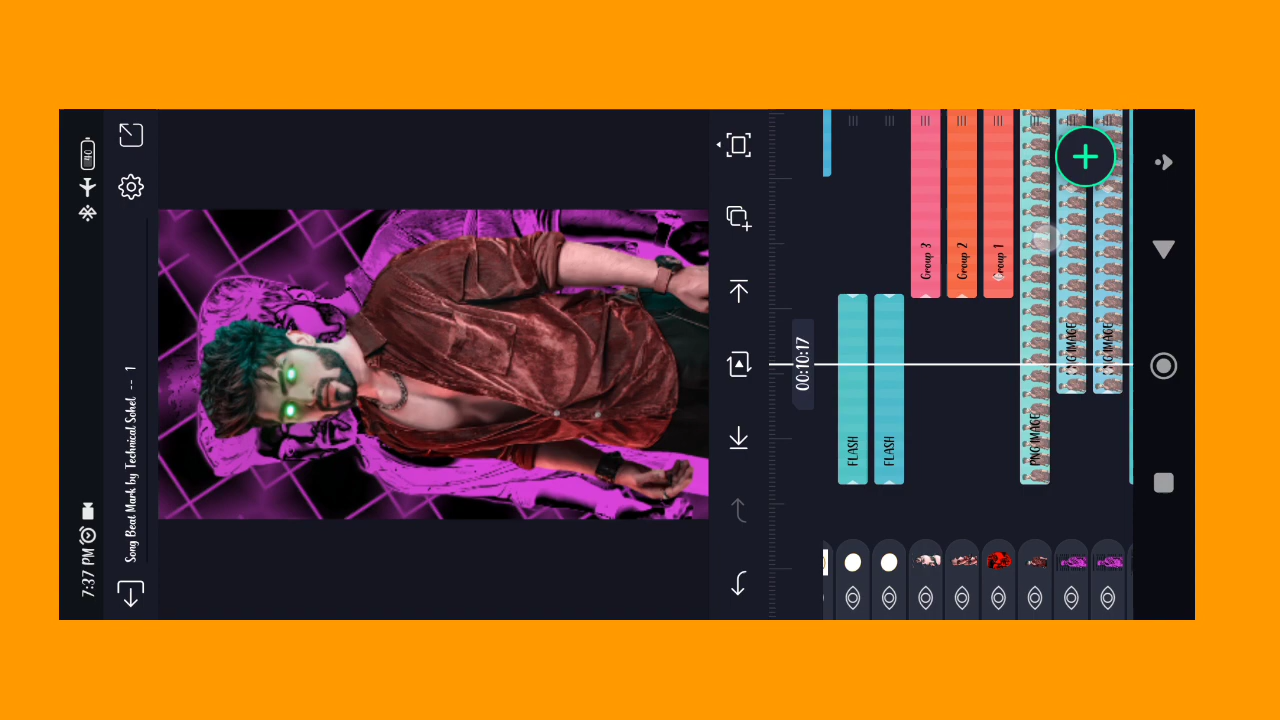 7:37 PM
40
Song Beat Mark by Technical Sohel -- 1
00:10:17
FLASH
FLASH
Group 3
Group 2
Group 1
PNG IMAGE
PNG IMAGE
PNG IMAGE